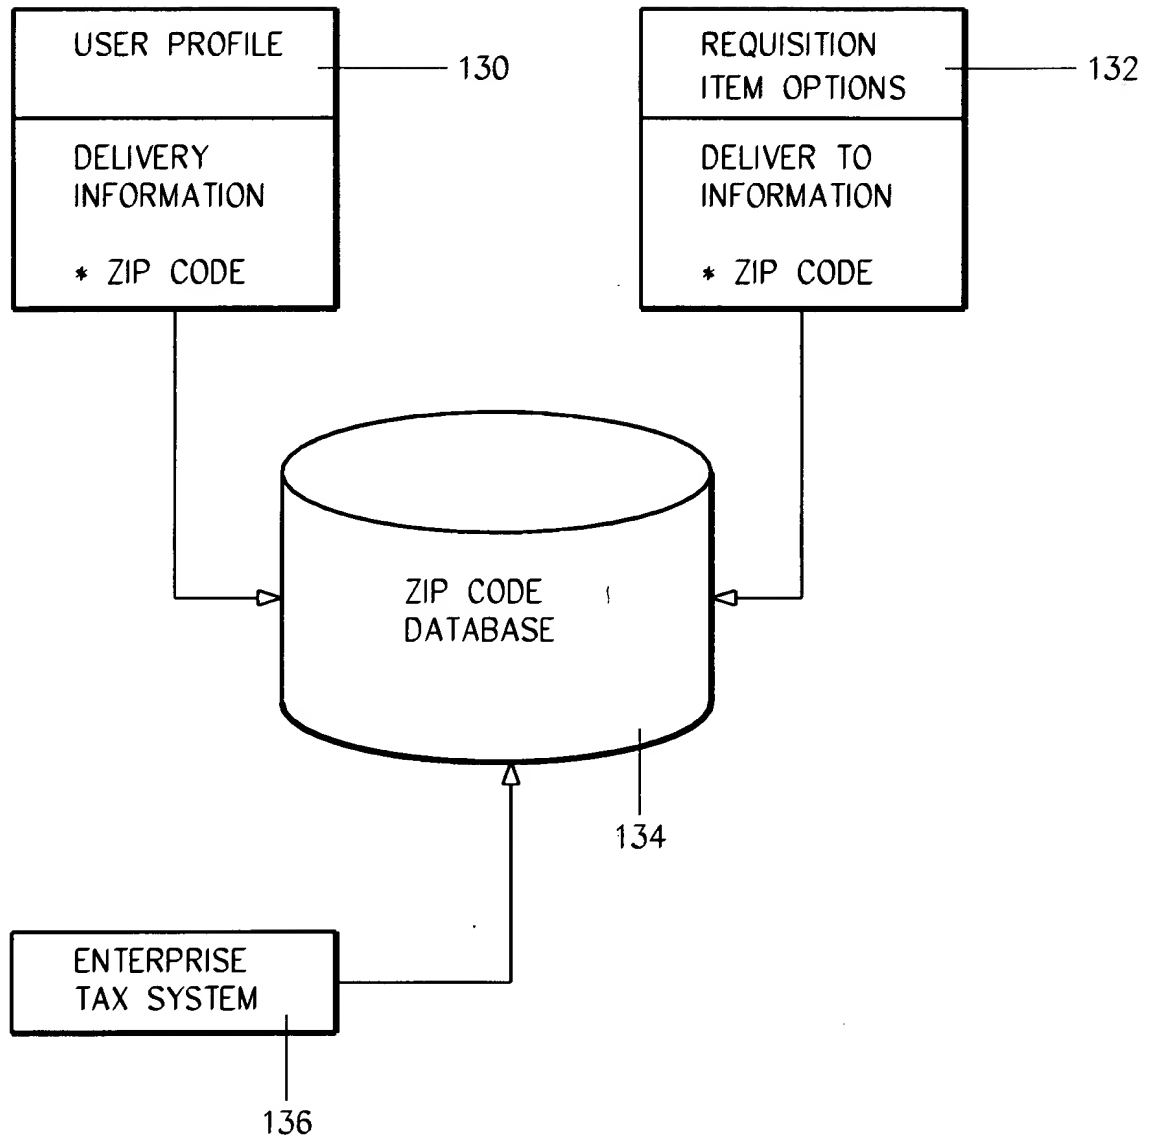 USER PROFILE
130
DELIVERY
INFORMATION
* ZIP CODE
REQUISITION
ITEM OPTIONS
132
DELIVER TO
INFORMATION
* ZIP CODE
ZIP CODE
DATABASE
134
ENTERPRISE
TAX SYSTEM
136